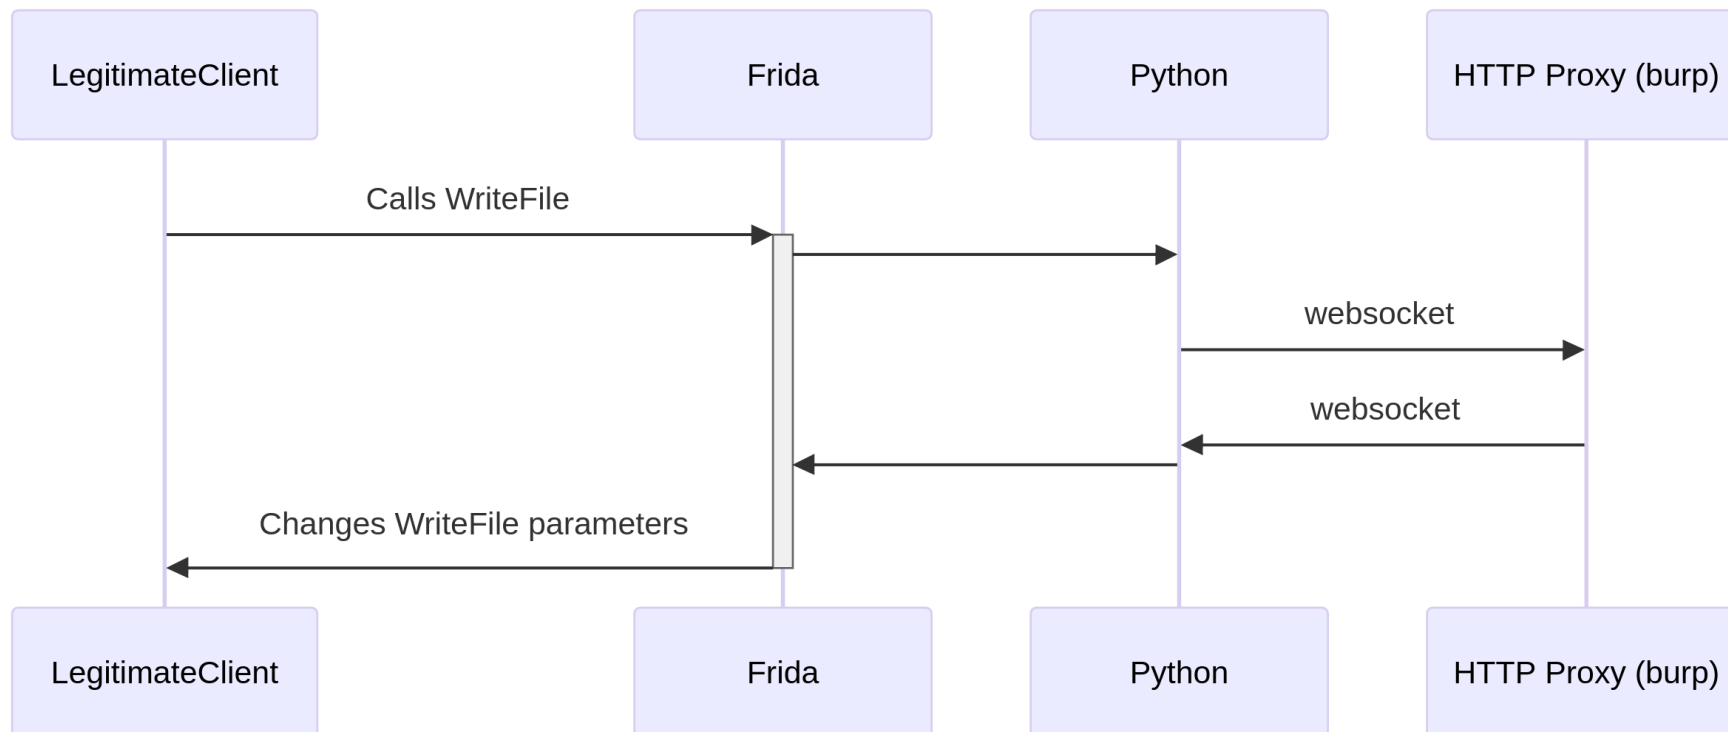 LegitimateClient
Frida
Python
HTTP Proxy (burp)
Calls WriteFile
websocket
websocket
Changes WriteFile parameters
LegitimateClient
Frida
Python
HTTP Proxy (burp)